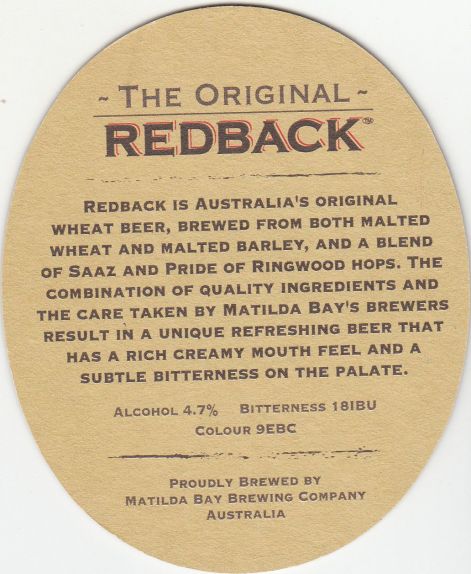 ~ The Original ~
REDBACK™
Redback is Australia's original
wheat beer, brewed from both malted
wheat and malted barley, and a blend
of Saaz and Pride of Ringwood hops. The
combination of quality ingredients and
the care taken by Matilda Bay's brewers
result in a unique refreshing beer that
has a rich creamy mouth feel and a
subtle bitterness on the palate.
Alcohol 4.7% Bitterness 18IBU
Colour 9EBC
Proudly Brewed by
Matilda Bay Brewing Company
Australia